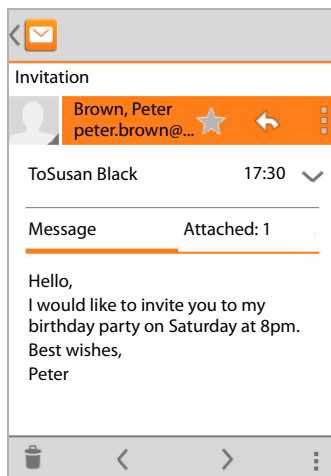 Invitation
Brown, Peter
peter.brown@...
ToSusan Black 17:30
Message Attached: 1
Hello,
I would like to invite you to my
birthday party on Saturday at 8pm.
Best wishes,
Peter